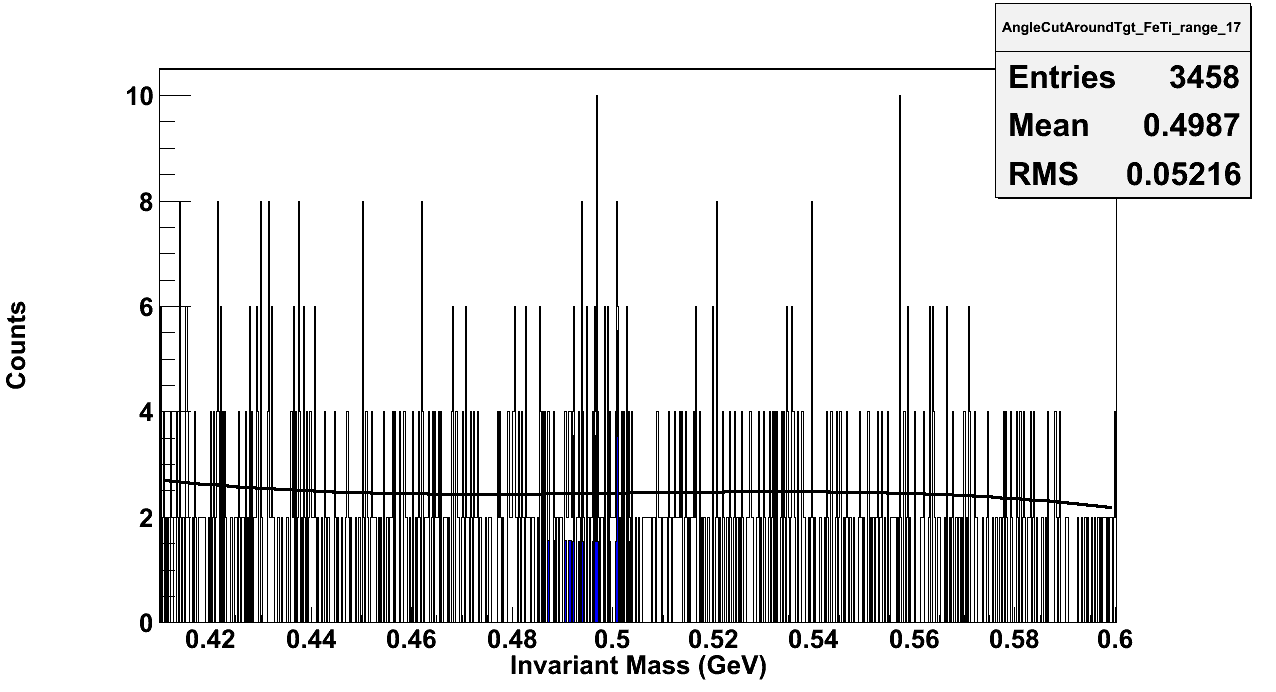 AngleCutAroundTgt_FeTi_range_17
Entries 3458
Mean 0.4987
RMS 0.05216
10
8
6
4
2
0
Counts
0.42 0.44 0.46 0.48 0.5 0.52 0.54 0.56 0.58 0.6
Invariant Mass (GeV)